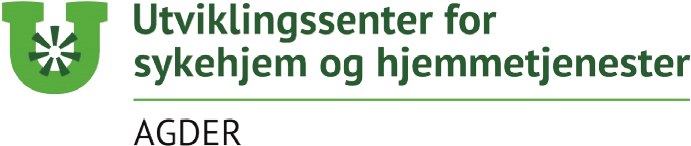 Utviklingssenter for
sykehjem og hjemmetjenester
AGDER